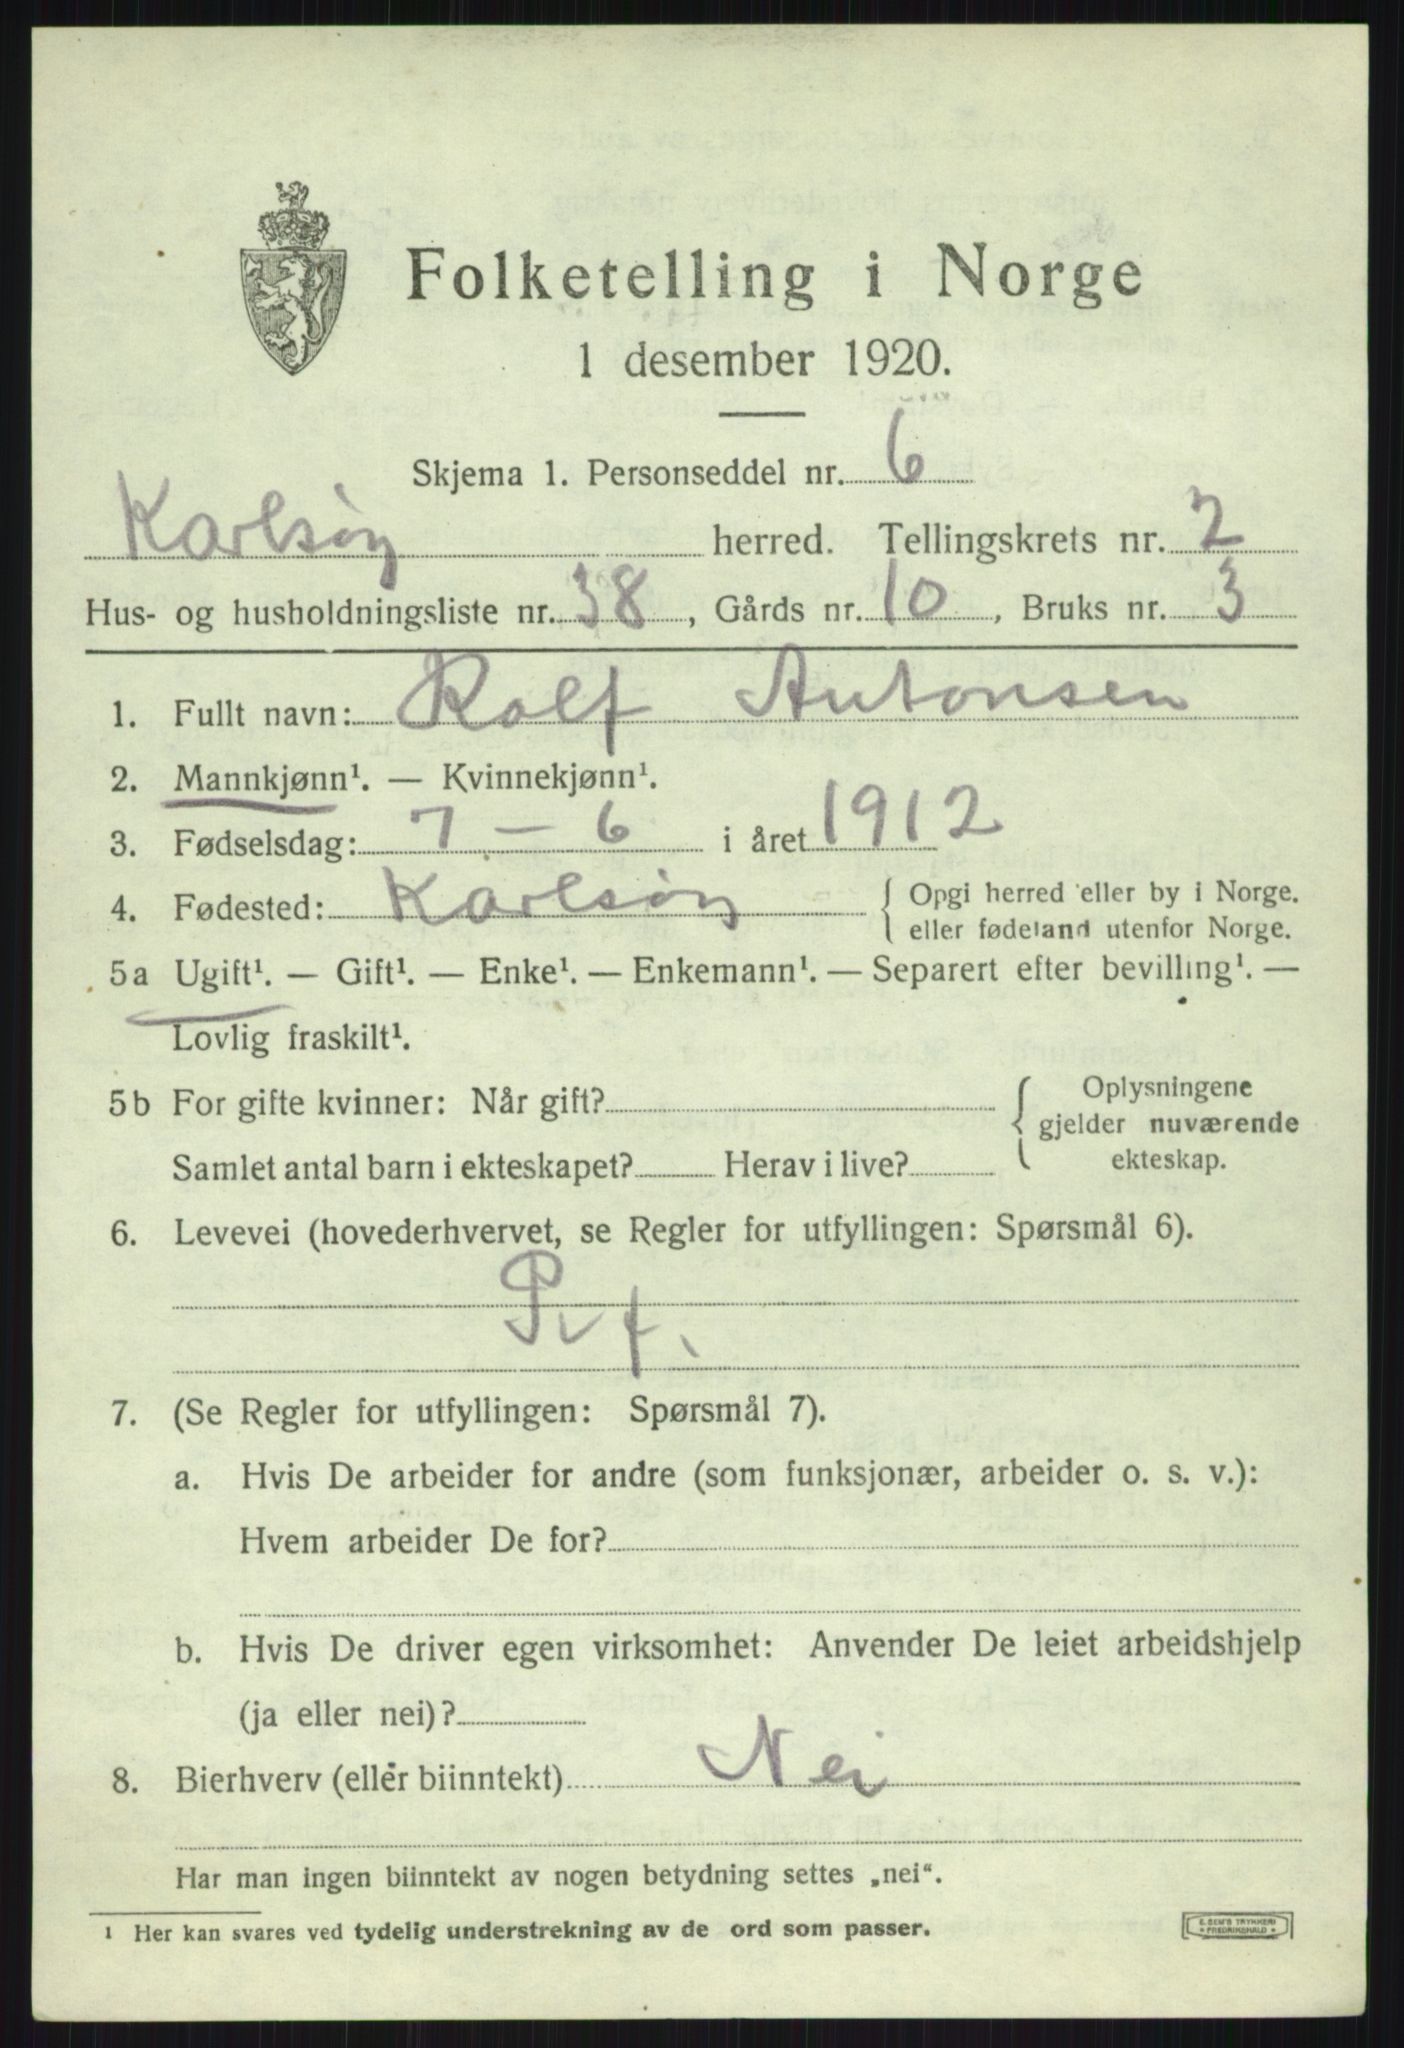 Folketelling i Norge
1 desember 1920.
Skjema 1. Personseddel nr. 6
Karlsøy herred. Tellingskrets nr. 2
Hus- og husholdningsliste nr. 38, Gårds nr. 10, Bruks nr. 3
1. Fullt navn: Rolf Antonsen
2. Mannkjønn¹. — Kvinnekjønn¹.
3. Fødselsdag: 7 – 6 i året 1912
4. Fødested: Karlsøy { Opgi herred eller by i Norge.
eller fødeland utenfor Norge.
5a Ugift¹. — Gift¹. — Enke¹. — Enkemann¹. — Separert efter bevilling¹. —
Lovlig fraskilt¹.
5b For gifte kvinner: Når gift? { Oplysningene
gjelder nuværende
Samlet antal barn i ekteskapet? Herav i live? ekteskap.
6. Levevei (hovederhvervet, se Regler for utfyllingen: Spørsmål 6).
P. f.
7. (Se Regler for utfyllingen: Spørsmål 7).
a. Hvis De arbeider for andre (som funksjonær, arbeider o. s. v.):
Hvem arbeider De for?
b. Hvis De driver egen virksomhet: Anvender De leiet arbeidshjelp
(ja eller nei)?
8. Bierhverv (eller biinntekt) Nei
Har man ingen biinntekt av nogen betydning settes „nei“.
1 Her kan svares ved tydelig understrekning av de ord som passer.
E. SEM'S TRYKKERI
FREDRIKSHALD